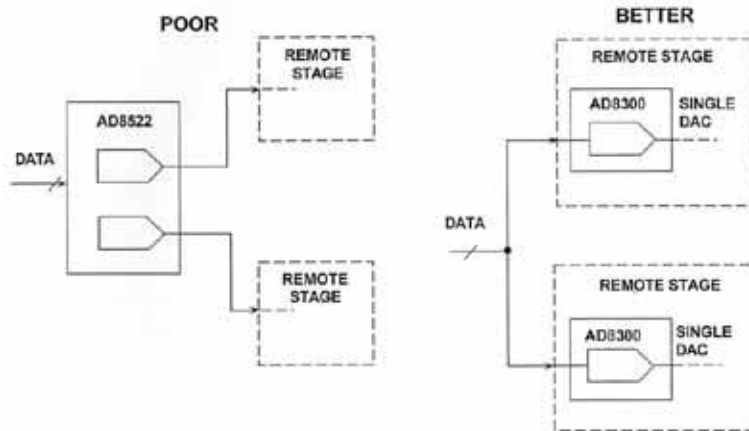 POOR
REMOTE
STAGE
AD8522
DATA
REMOTE
STAGE
BETTER
REMOTE STAGE
AD8300
SINGLE
DAC
DATA
REMOTE STAGE
AD8300
SINGLE
DAC